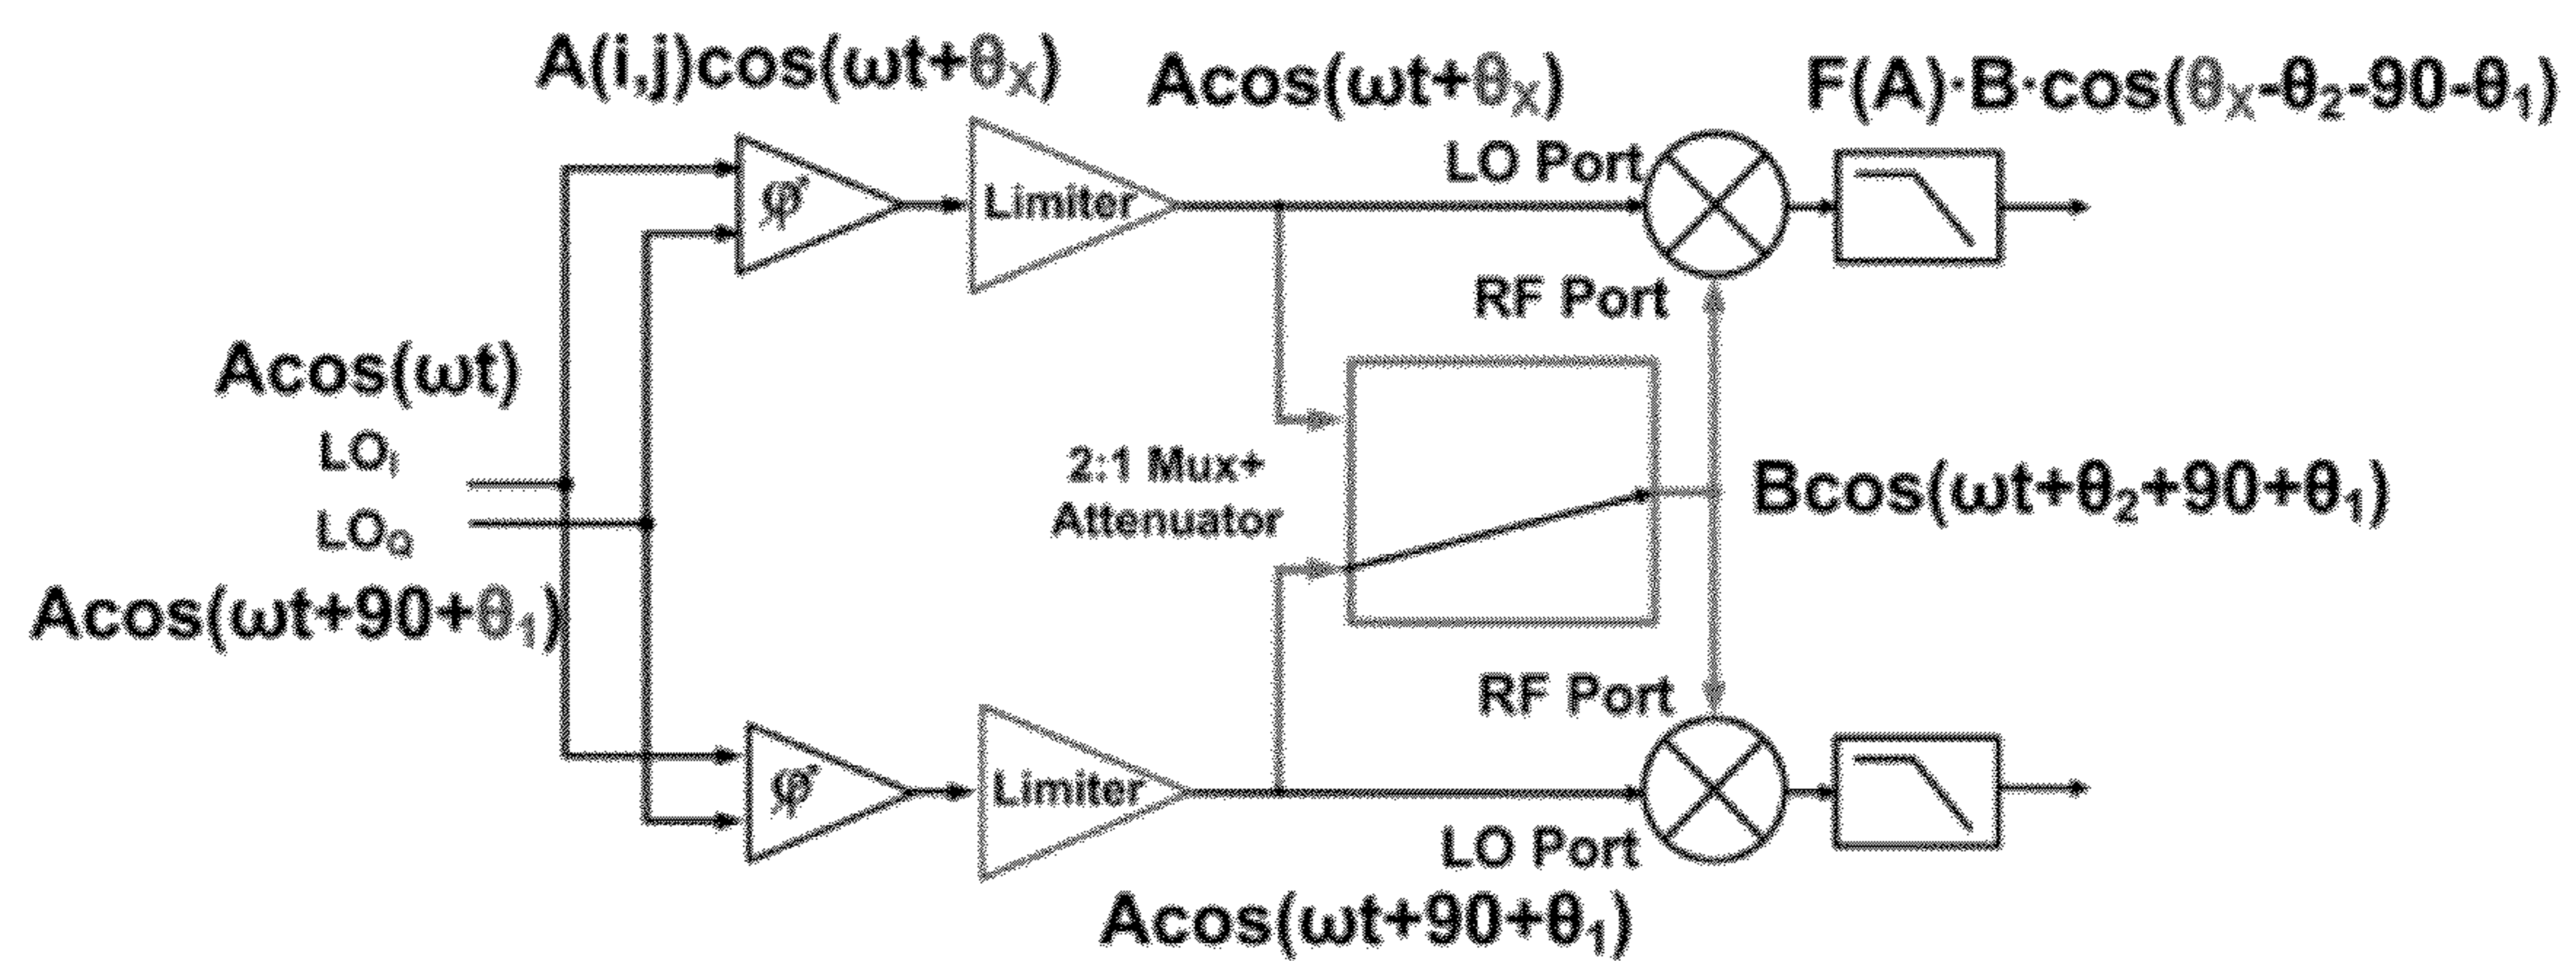 A(i,j)cos(ωt+θX)
Acos(ωt+θX)
F(A)·B·cos(θX-θ2-90-θ1)
LO Port
φ
Limiter
RF Port
Acos(ωt)
LOI
2:1 Mux+
Attenuator
Bcos(ωt+θ2+90+θ1)
LOQ
Acos(ωt+90+θ1)
RF Port
φ
Limiter
LO Port
Acos(ωt+90+θ1)